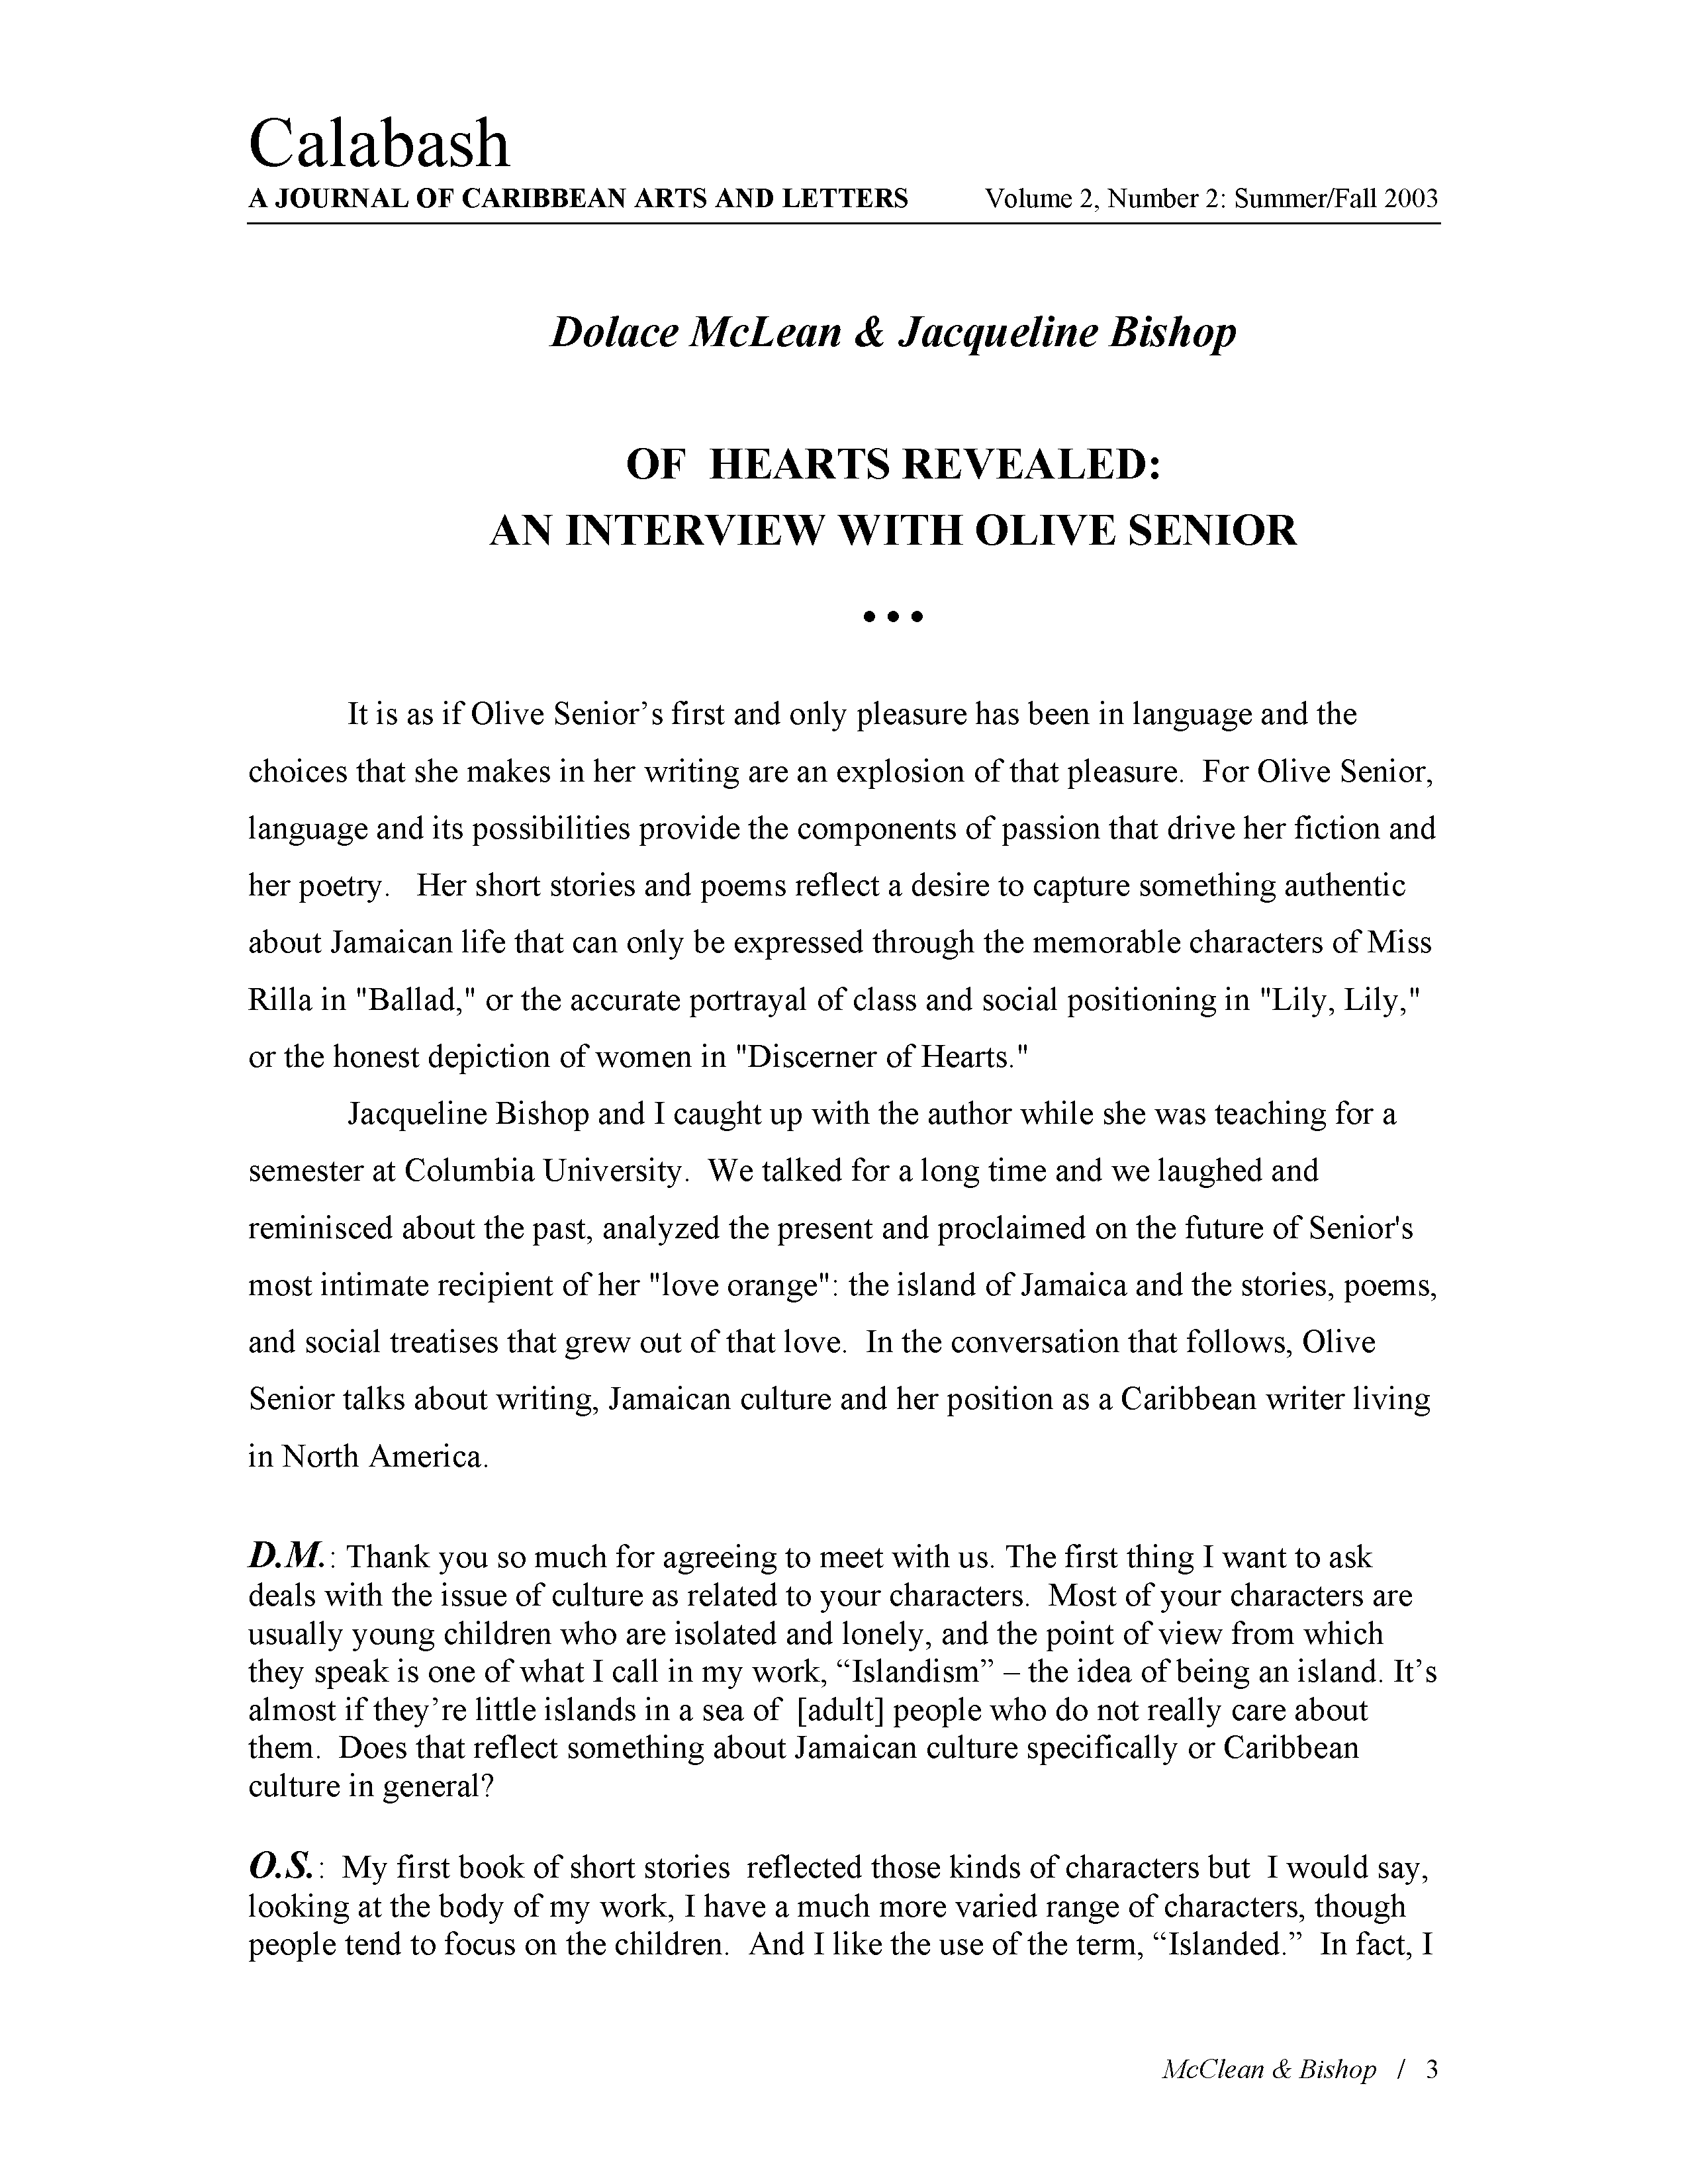 Calabash
A JOURNAL OF CARIBBEAN ARTS AND LETTERS Volume 2, Number 2: Summer/Fall 2003
Dolace McLean & Jacqueline Bishop
OF HEARTS REVEALED:
AN INTERVIEW WITH OLIVE SENIOR
•••
It is as if Olive Senior’s first and only pleasure has been in language and the
choices that she makes in her writing are an explosion of that pleasure. For Olive Senior,
language and its possibilities provide the components of passion that drive her fiction and
her poetry. Her short stories and poems reflect a desire to capture something authentic
about Jamaican life that can only be expressed through the memorable characters of Miss
Rilla in "Ballad," or the accurate portrayal of class and social positioning in "Lily, Lily,"
or the honest depiction of women in "Discerner of Hearts."
Jacqueline Bishop and I caught up with the author while she was teaching for a
semester at Columbia University. We talked for a long time and we laughed and
reminisced about the past, analyzed the present and proclaimed on the future of Senior's
most intimate recipient of her "love orange": the island of Jamaica and the stories, poems,
and social treatises that grew out of that love. In the conversation that follows, Olive
Senior talks about writing, Jamaican culture and her position as a Caribbean writer living
in North America.
D.M.: Thank you so much for agreeing to meet with us. The first thing I want to ask
deals with the issue of culture as related to your characters. Most of your characters are
usually young children who are isolated and lonely, and the point of view from which
they speak is one of what I call in my work, “Islandism” – the idea of being an island. It’s
almost if they’re little islands in a sea of [adult] people who do not really care about
them. Does that reflect something about Jamaican culture specifically or Caribbean
culture in general?
O.S.: My first book of short stories reflected those kinds of characters but I would say,
looking at the body of my work, I have a much more varied range of characters, though
people tend to focus on the children. And I like the use of the term, “Islanded.” In fact, I
McClean & Bishop / 3